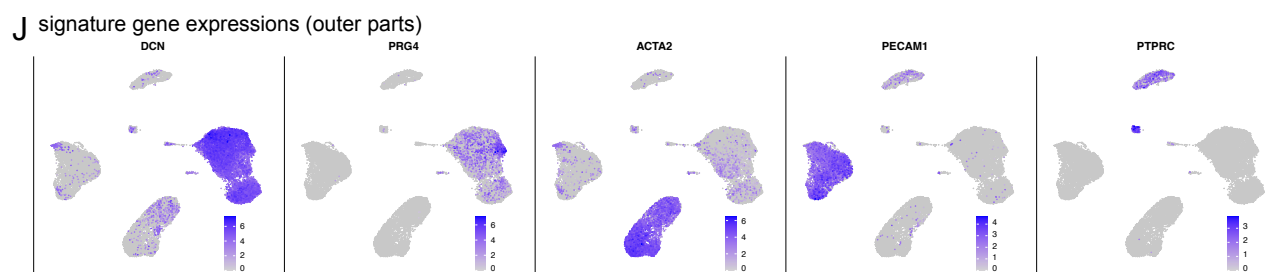 J signature gene expressions (outer parts)
DCN PRG4 ACTA2 PECAM1 PTPRC
6 4 2 0
6 4 2 0
6 4 2 0
4 3 2 1 0
3 2 1 0